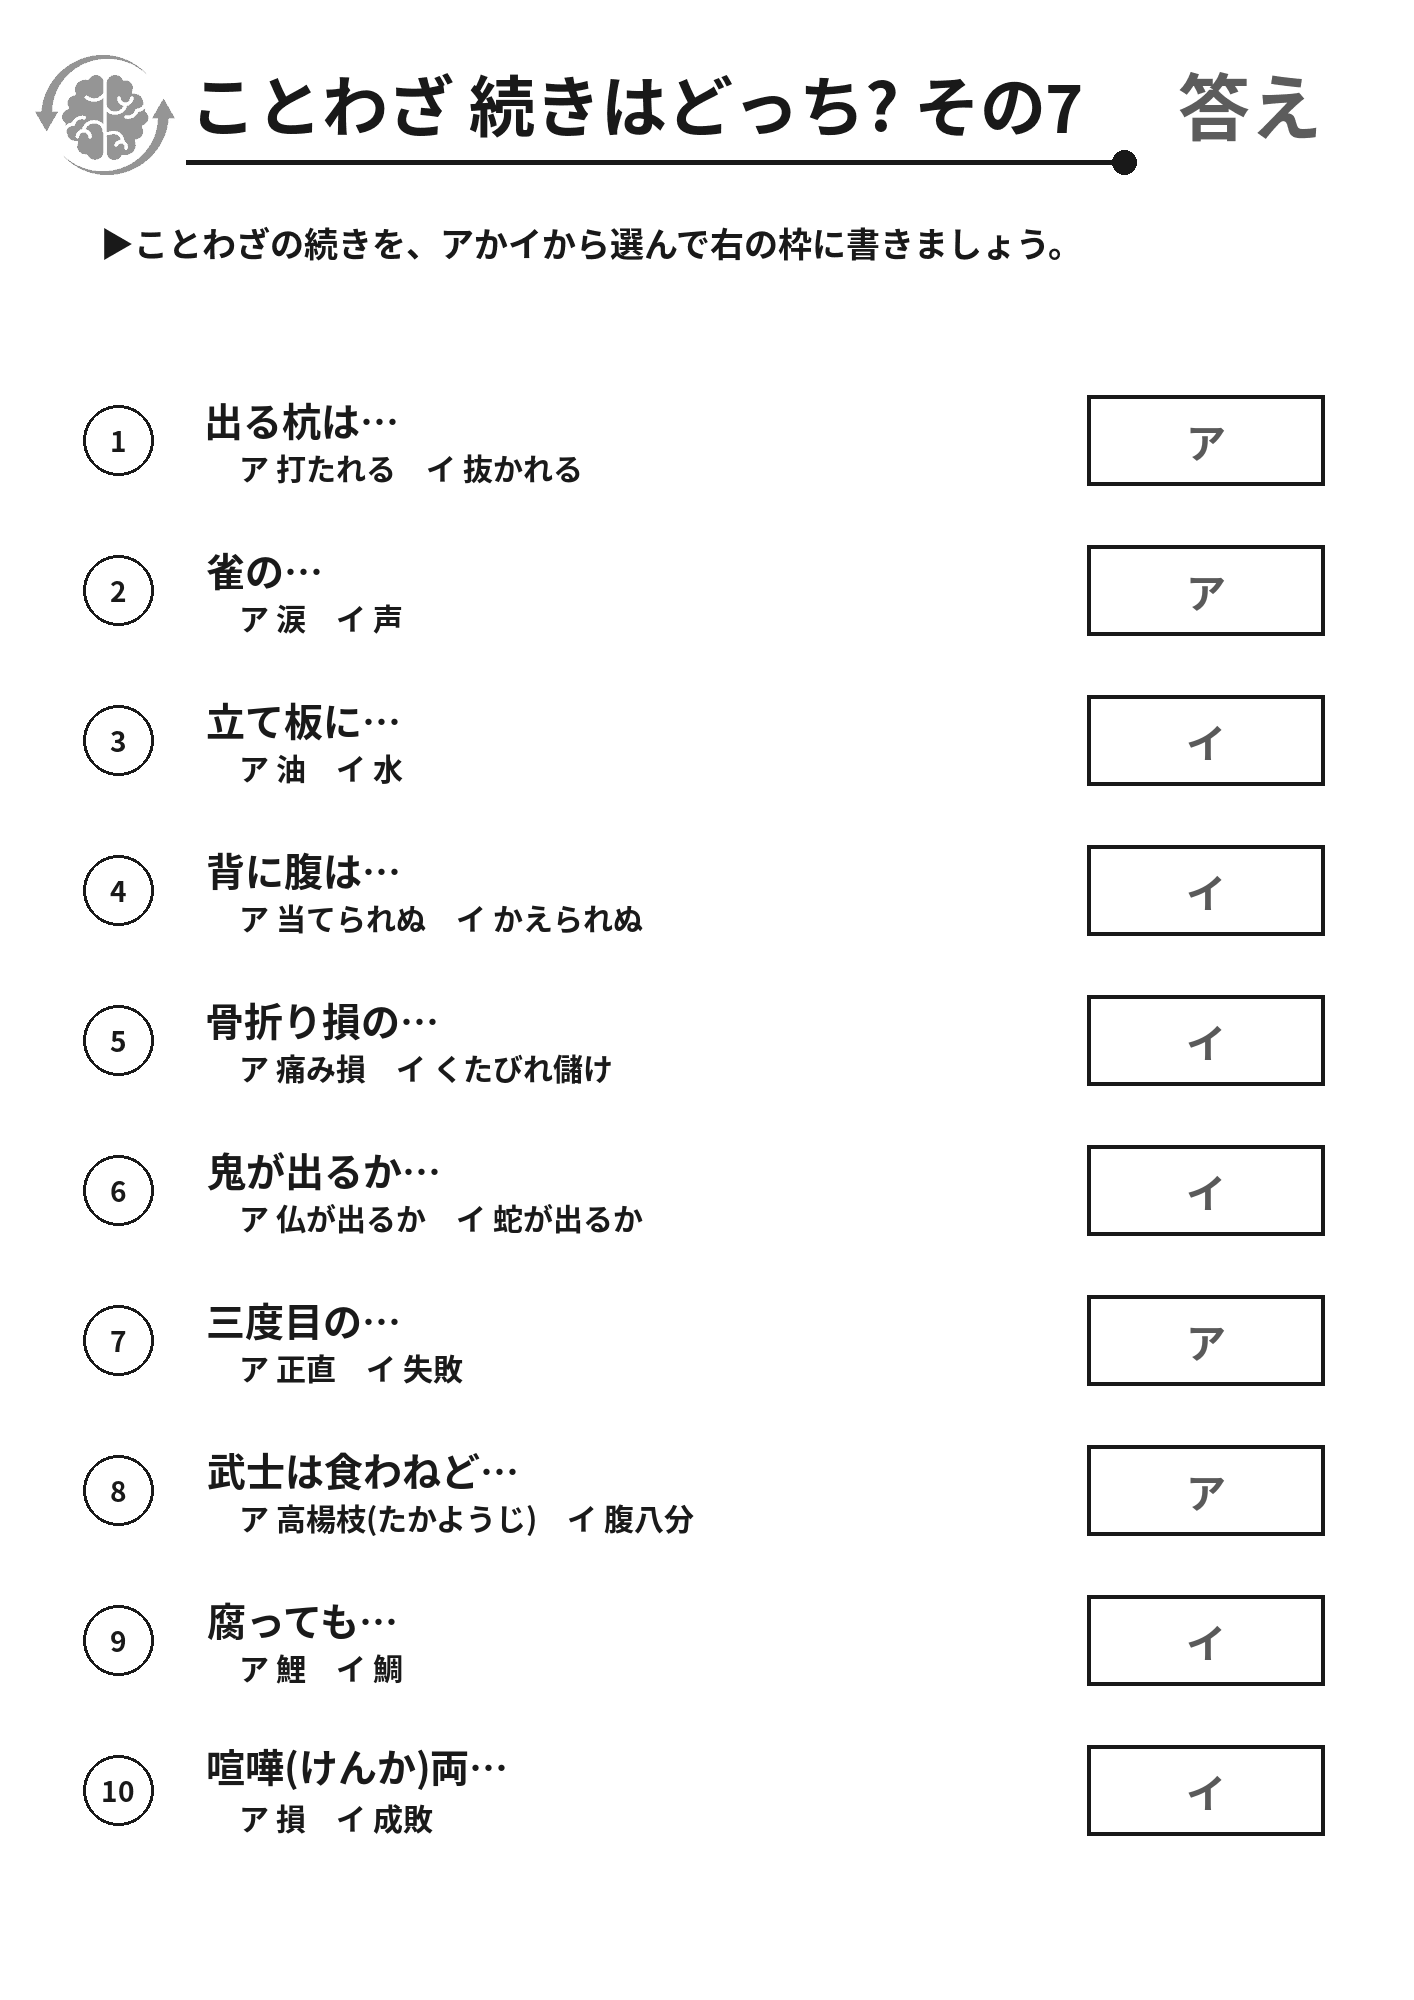 ことわざ 続きはどっち? その7　答え
▶ことわざの続きを、アかイから選んで右の枠に書きましょう。
1 出る杭は… ア
ア 打たれる　イ 抜かれる
2 雀の… ア
ア 涙　イ 声
3 立て板に… イ
ア 油　イ 水
4 背に腹は… イ
ア 当てられぬ　イ かえられぬ
5 骨折り損の… イ
ア 痛み損　イ くたびれ儲け
6 鬼が出るか… イ
ア 仏が出るか　イ 蛇が出るか
7 三度目の… ア
ア 正直　イ 失敗
8 武士は食わねど… ア
ア 高楊枝(たかようじ)　イ 腹八分
9 腐っても… イ
ア 鯉　イ 鯛
10 喧嘩(けんか)両… イ
ア 損　イ 成敗